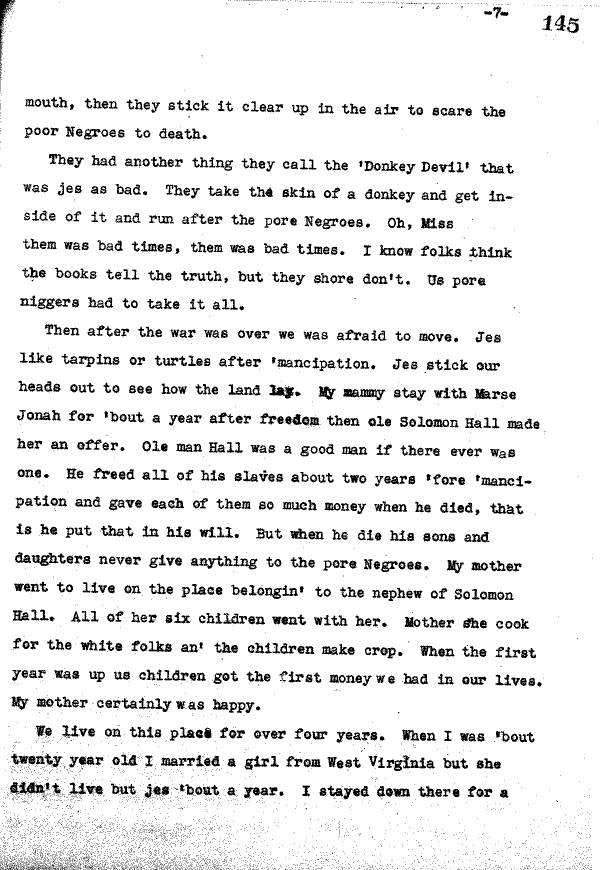 -7-
145
mouth, then they stick it clear up in the air to scare the
poor Negroes to death.
They had another thing they call the 'Donkey Devil' that
was jes as bad. They take the skin of a donkey and get in-
side of it and run after the pore Negroes. Oh, Miss
them was bad times, them was bad times. I know folks think
the books tell the truth, but they shore don't. Us pore
niggers had to take it all.
Then after the war was over we was afraid to move. Jes
like tarpins or turtles after 'mancipation. Jes stick our
heads out to see how the land lay. My mammy stay with Marse
Jonah for 'bout a year after freedom then ole Solomon Hall made
her an offer. Ole man Hall was a good man if there ever was
one. He freed all of his slaves about two years 'fore 'manci-
pation and gave each of them so much money when he died, that
is he put that in his will. But when he die his sons and
daughters never give anything to the pore Negroes. My mother
went to live on the place belongin' to the nephew of Solomon
Hall. All of her six children went with her. Mother she cook
for the white folks an' the children make crop. When the first
year was up us children got the first money we had in our lives.
My mother certainly was happy.
We live on this place for over four years. When I was 'bout
twenty year old I married a girl from West Virginia but she
didn't live but jes 'bout a year. I stayed down there for a